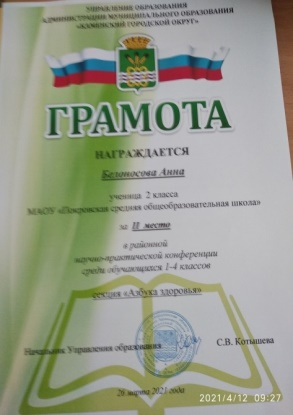 УПРАВЛЕНИЕ ОБРАЗОВАНИЯ
АДМИНИСТРАЦИИ МУНИЦИПАЛЬНОГО ОБРАЗОВАНИЯ
«КАМЕНСКИЙ ГОРОДСКОЙ ОКРУГ»
ГРАМОТА
НАГРАЖДАЕТСЯ
Белоносова Анна
ученица 2 класса
МАОУ «Покровская средняя общеобразовательная школа»
за II место
в районной
научно-практической конференции
среди обучающихся 1-4 классов
секция «Азбука здоровья»
Начальник Управления образования
С.В. Котышева
26 марта 2021 года
2021/4/12 09:27